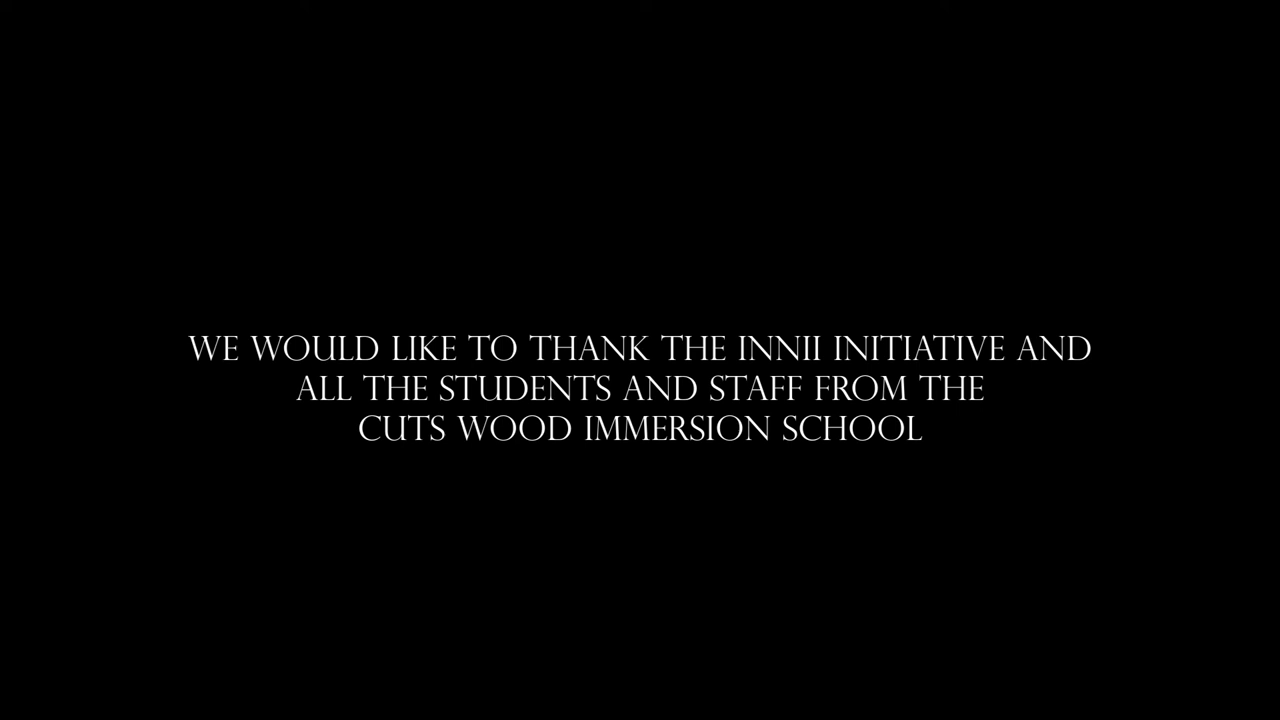 WE WOULD LIKE TO THANK THE INNII INITIATIVE AND
ALL THE STUDENTS AND STAFF FROM THE
CUTS WOOD IMMERSION SCHOOL